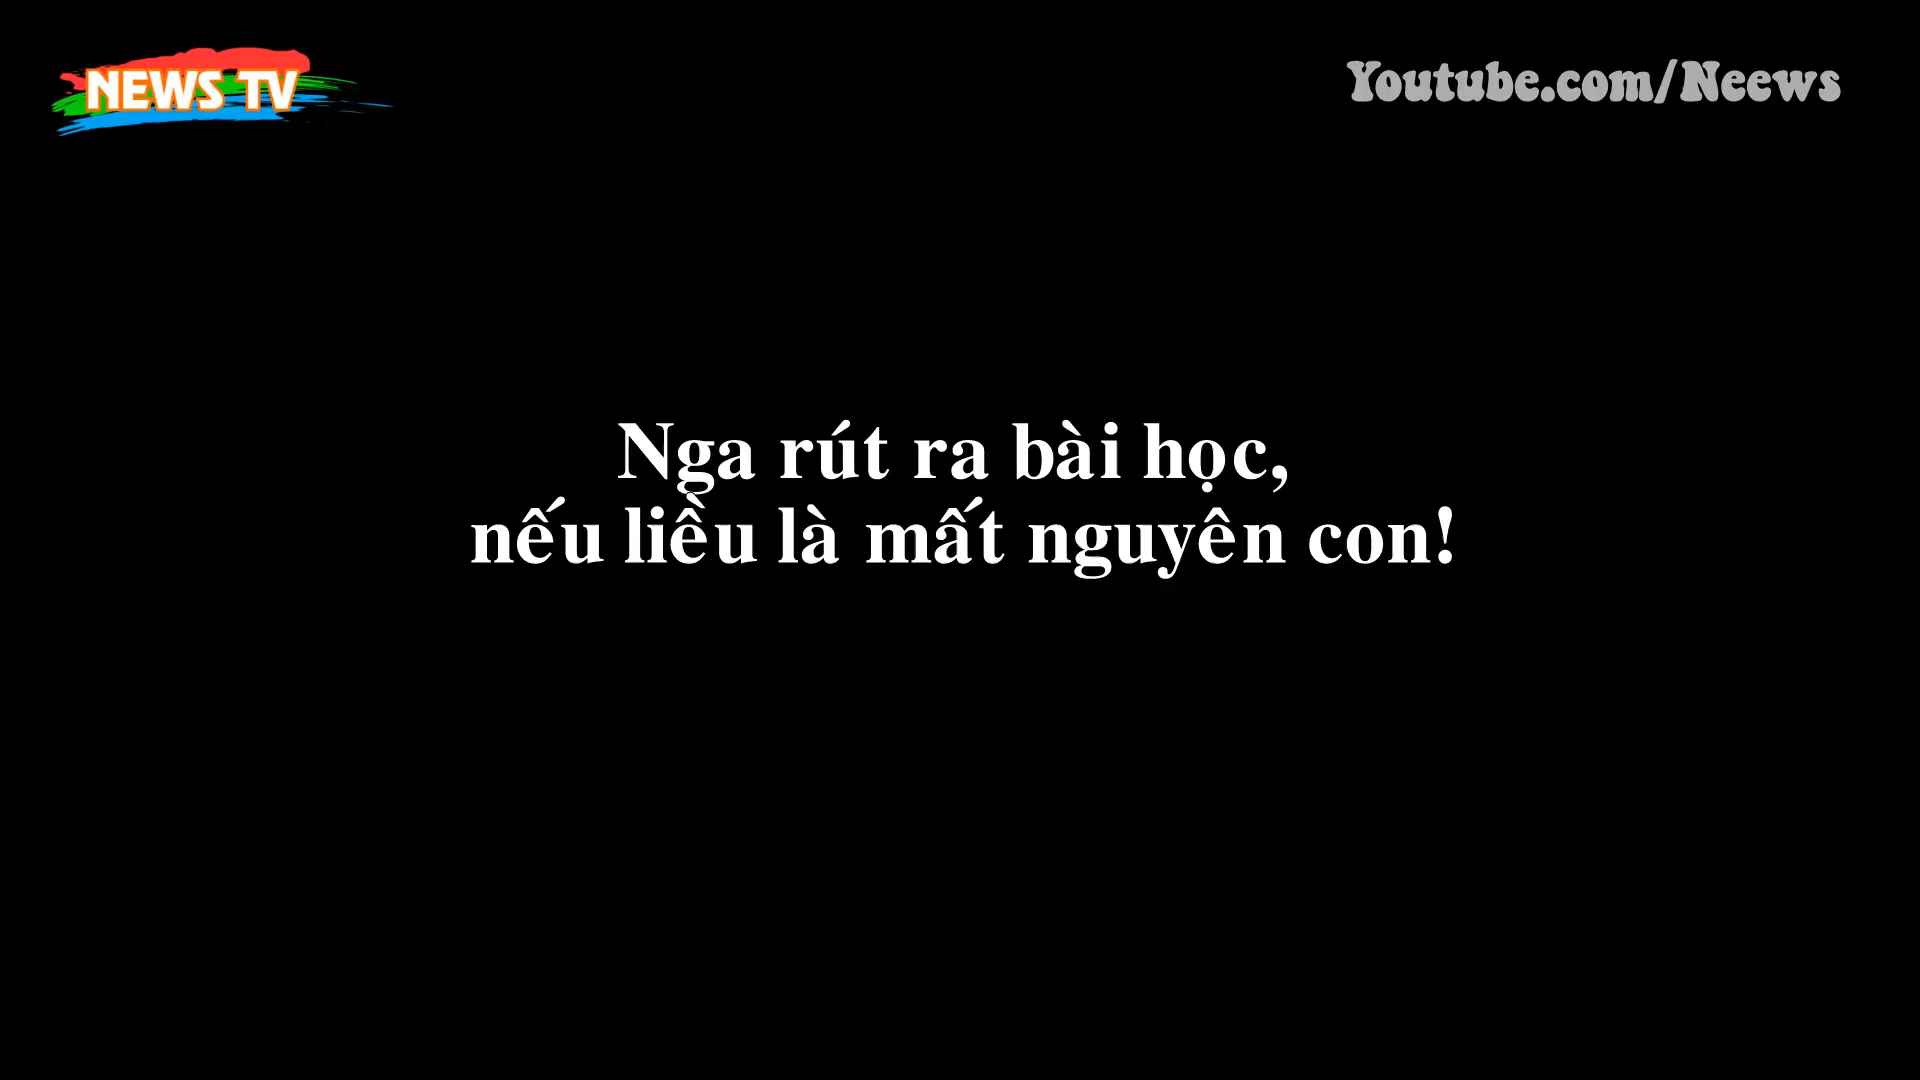 NEWS TV
Youtube.com/Neews
Nga rút ra bài học,
nếu liều là mất nguyên con!